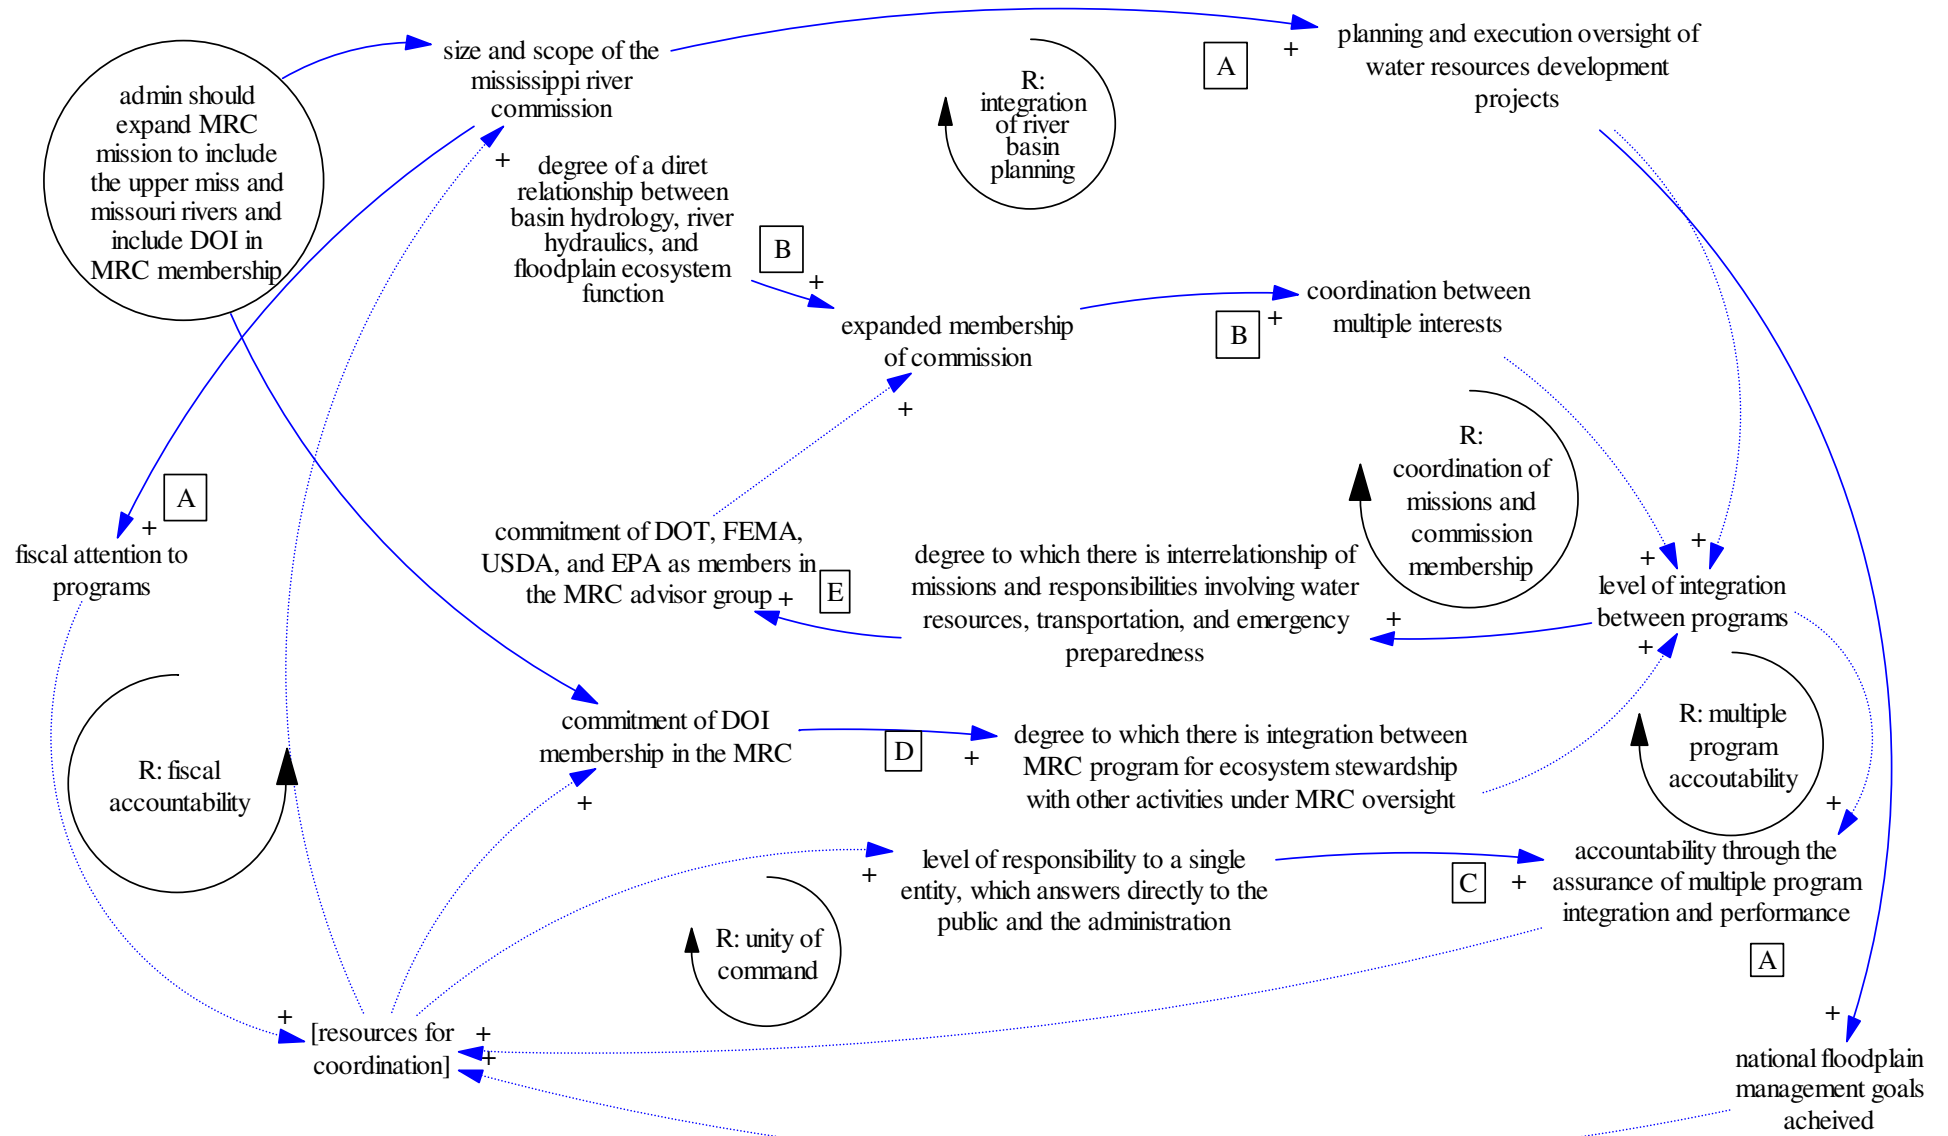 admin should
expand MRC
mission to include
the upper miss and
missouri rivers and
include DOI in
MRC membership
size and scope of the
mississippi river
commission
+
planning and execution oversight of
water resources development
projects
A
+
R:
integration
of river
basin
planning
degree of a diret
relationship between
basin hydrology, river
hydraulics, and
floodplain ecosystem
function
B
+
expanded membership
of commission
+
coordination between
multiple interests
B
+
R:
coordination of
missions and
commission
membership
A
+
fiscal attention to
programs
commitment of DOT, FEMA,
USDA, and EPA as members in
the MRC advisor group
+
E
degree to which there is interrelationship of
missions and responsibilities involving water
resources, transportation, and emergency
preparedness
+
+
+
level of integration
between programs
+
R: fiscal
accountability
commitment of DOI
membership in the MRC
+
D
+
degree to which there is integration between
MRC program for ecosystem stewardship
with other activities under MRC oversight
R: multiple
program
accoutability
+
level of responsibility to a single
entity, which answers directly to the
public and the administration
+
C
+
accountability through the
assurance of multiple program
integration and performance
R: unity of
command
A
+
+
[resources for
coordination]
+
+
national floodplain
management goals
acheived